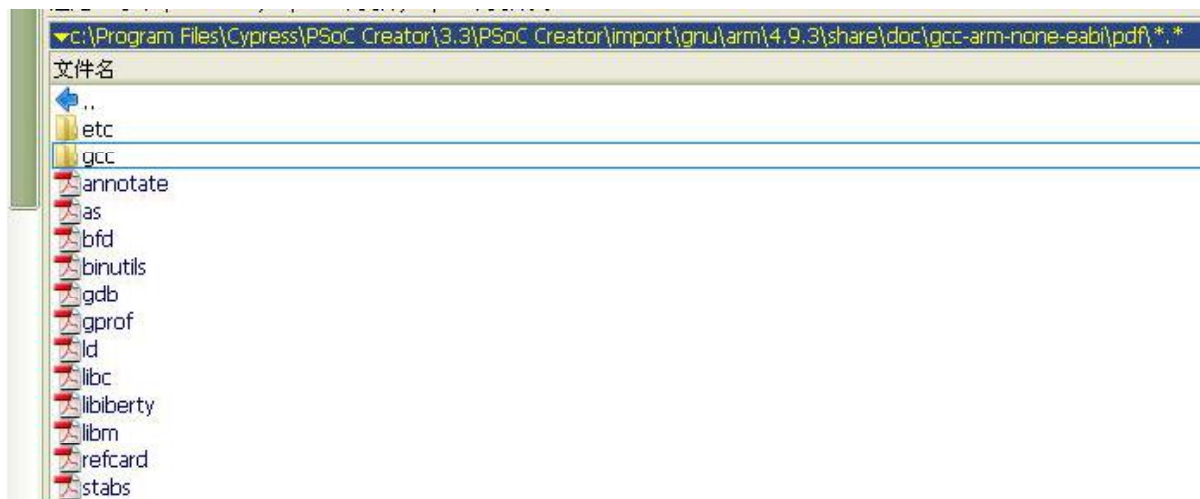 ▼c:\Program Files\Cypress\PSoC Creator\3.3\PSoC Creator\import\gnu\arm\4.9.3\share\doc\gcc-arm-none-eabi\pdf\*.*
文件名
..
etc
gcc
annotate
as
bfd
binutils
gdb
gprof
ld
libc
libiberty
libm
refcard
stabs